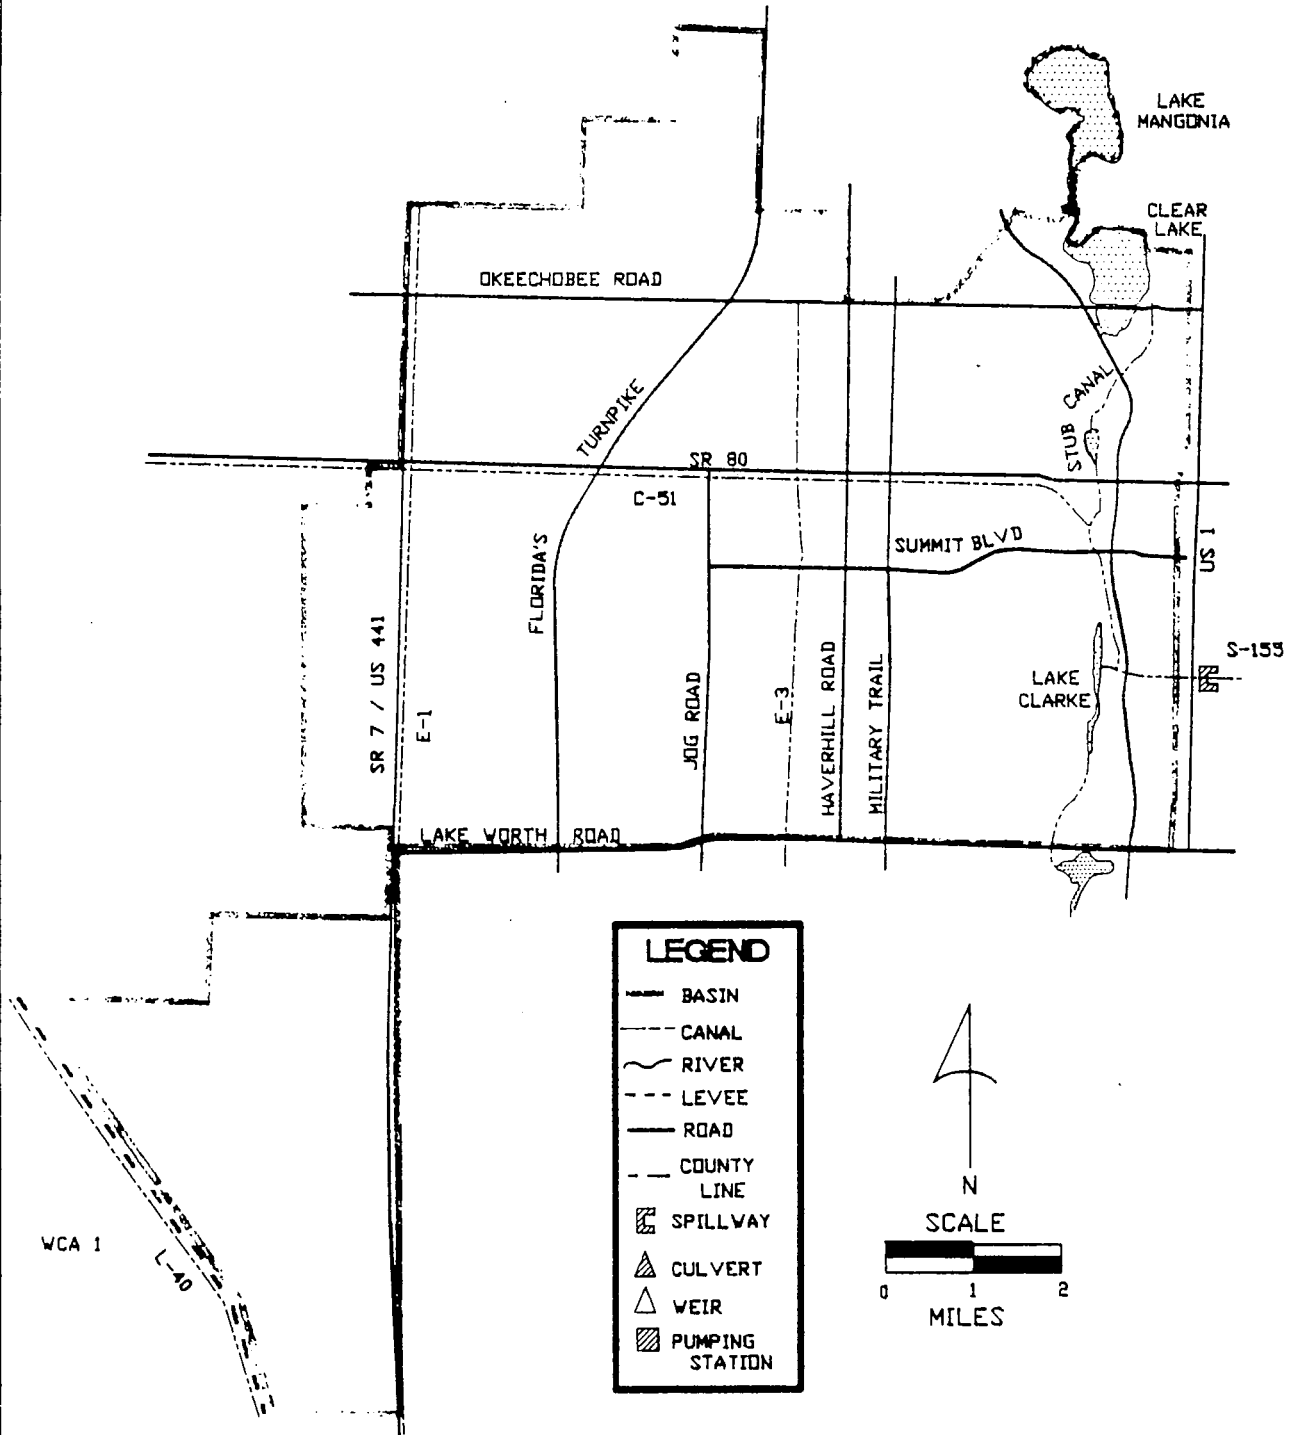 LAKE
MANGONIA
CLEAR
LAKE
OKEECHOBEE ROAD
TURNPIKE
STUB CANAL
SR 80
C-51
SUMMIT BLVD
US 1
FLORIDA'S
SR 7 / US 441
E-1
JOG ROAD
E-3
HAVERHILL ROAD
MILITARY TRAIL
LAKE
CLARKE
S-155
LAKE WORTH ROAD
LEGEND
BASIN
CANAL
RIVER
LEVEE
ROAD
COUNTY
LINE
SPILLWAY
CULVERT
WEIR
PUMPING
STATION
N
SCALE
0 1 2
MILES
WCA 1
L-40